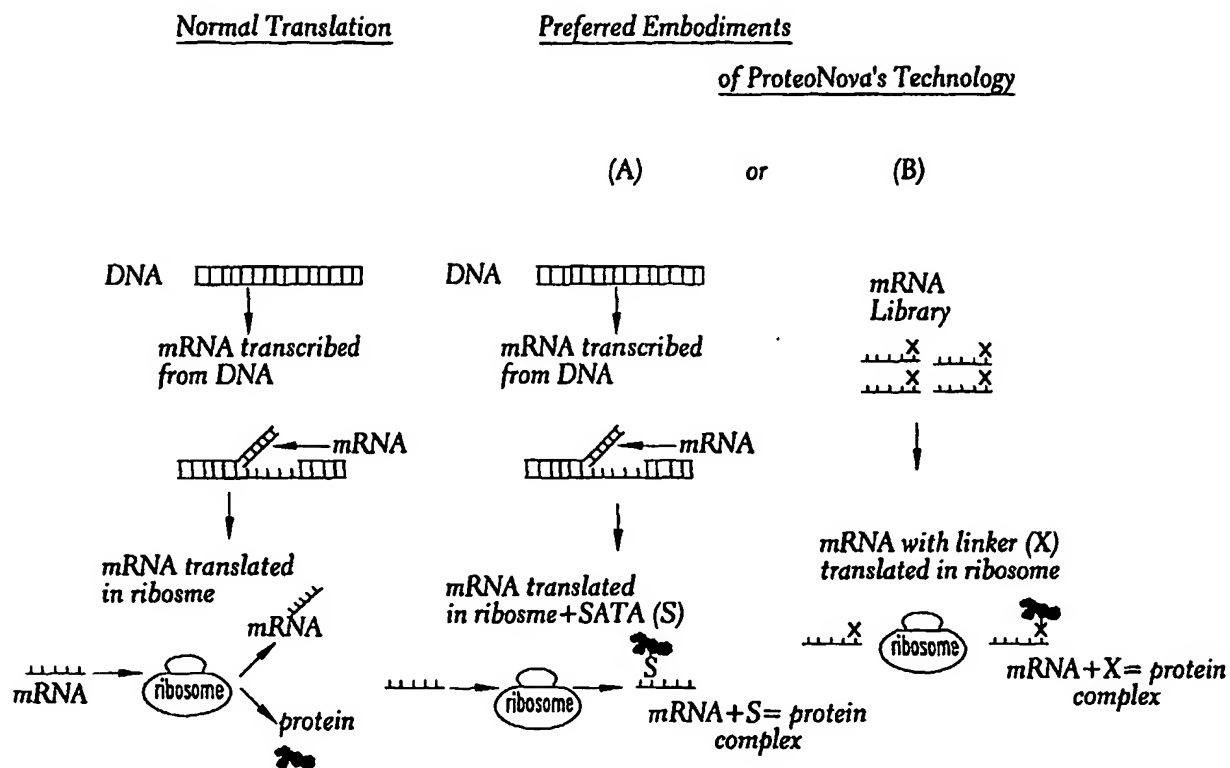 Normal Translation
Preferred Embodiments
of ProteoNova's Technology
(A) or (B)
DNA
mRNA transcribed
from DNA
mRNA
mRNA translated
in ribosme
mRNA
mRNA
ribosome
protein
DNA
mRNA transcribed
from DNA
mRNA
mRNA translated
in ribosme+SATA (S)
ribosome
S
mRNA+S= protein
complex
mRNA
Library
X X
X X
mRNA with linker (X)
translated in ribosome
X
ribosome
X
mRNA+X= protein
complex